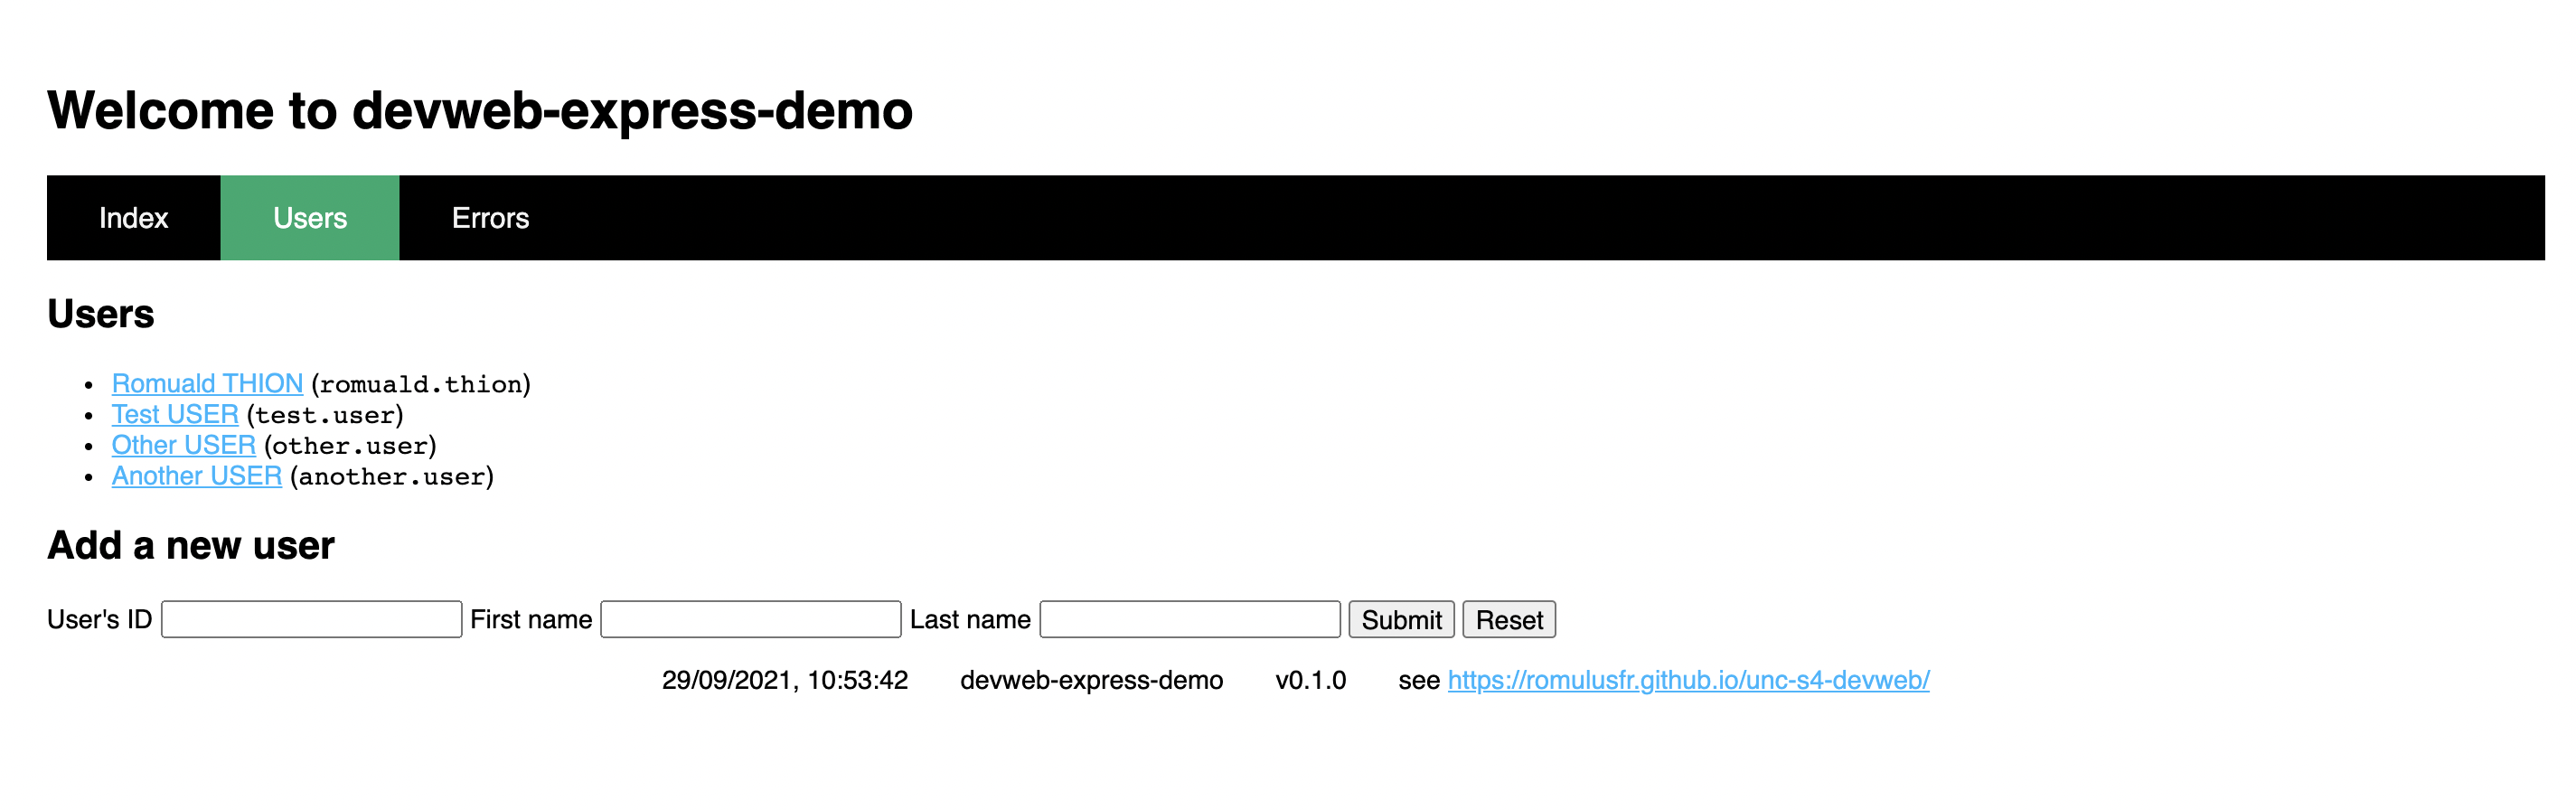 Welcome to devweb-express-demo
Index Users Errors
Users
Romuald THION (romuald.thion)
Test USER (test.user)
Other USER (other.user)
Another USER (another.user)
Add a new user
User's ID First name Last name Submit Reset
29/09/2021, 10:53:42 devweb-express-demo v0.1.0 see https://romulusfr.github.io/unc-s4-devweb/